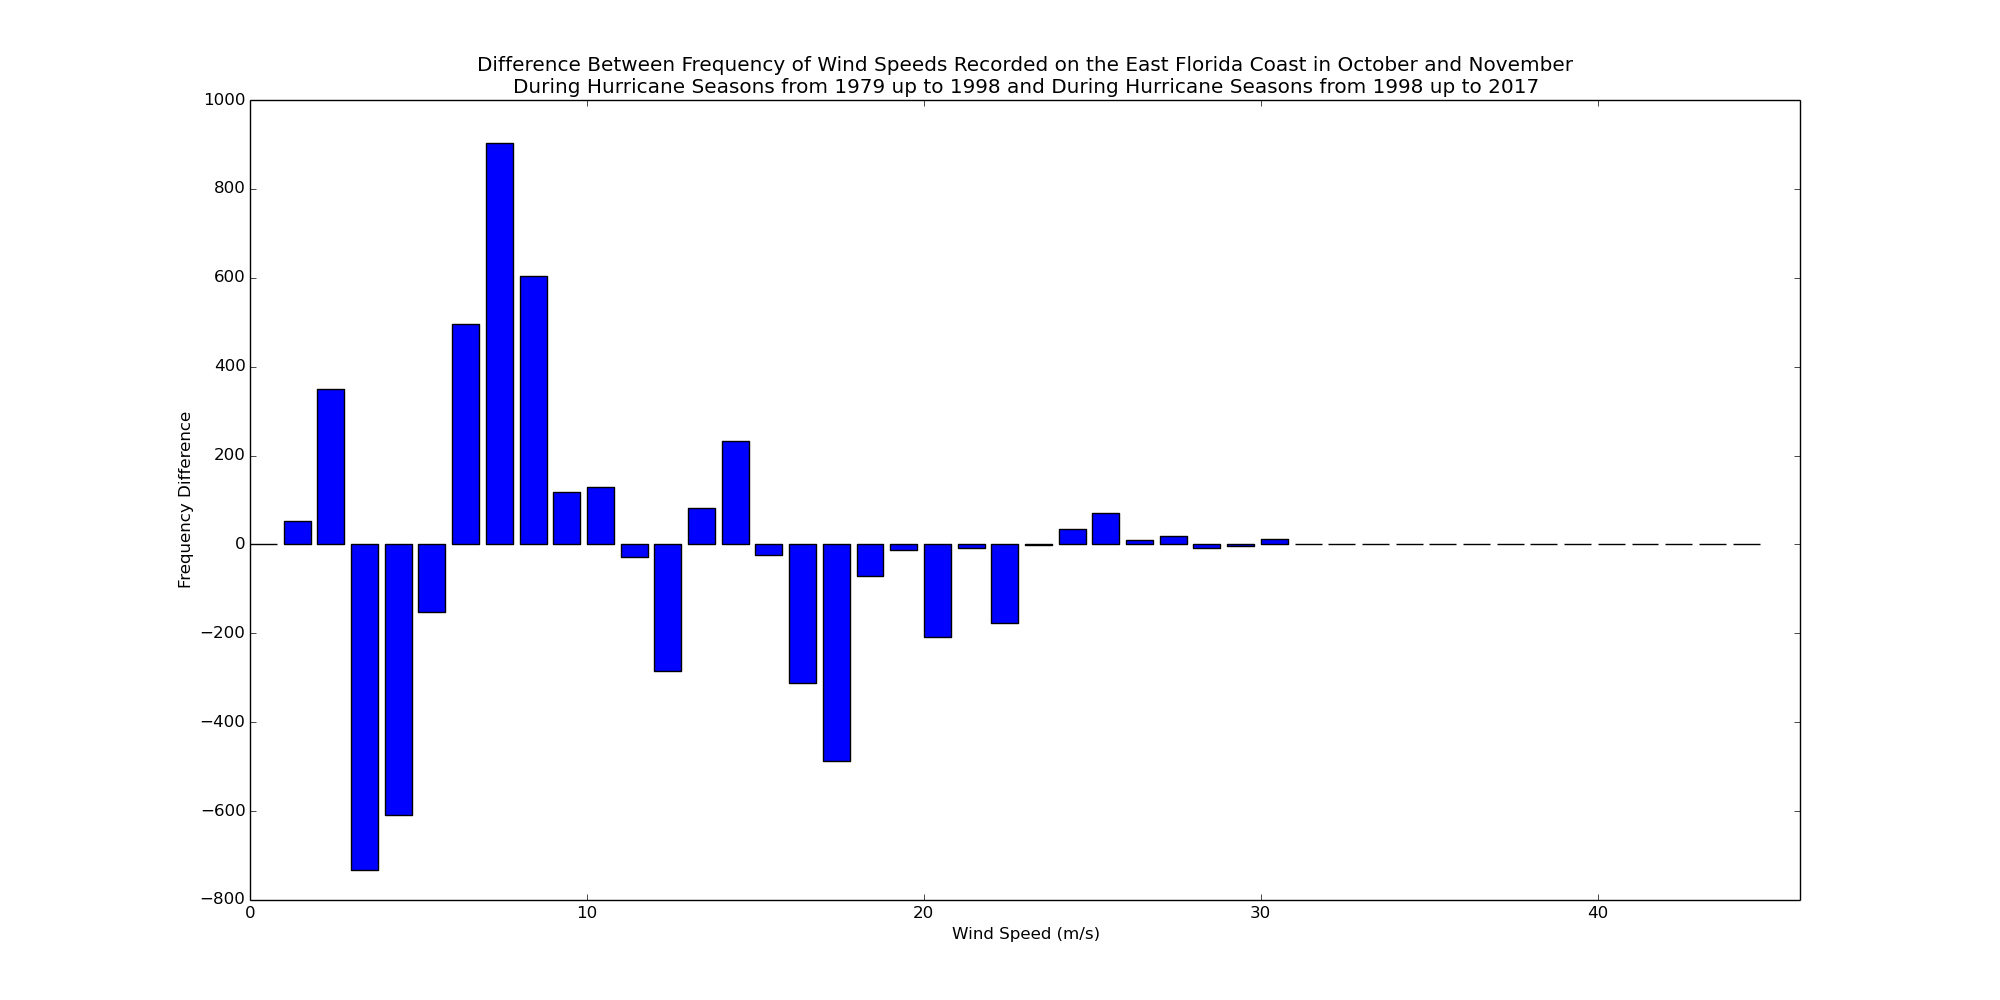 Difference Between Frequency of Wind Speeds Recorded on the East Florida Coast in October and November
During Hurricane Seasons from 1979 up to 1998 and During Hurricane Seasons from 1998 up to 2017
1000
800
600
400
200
0
−200
−400
−600
−800
Frequency Difference
0 10 20 30 40
Wind Speed (m/s)